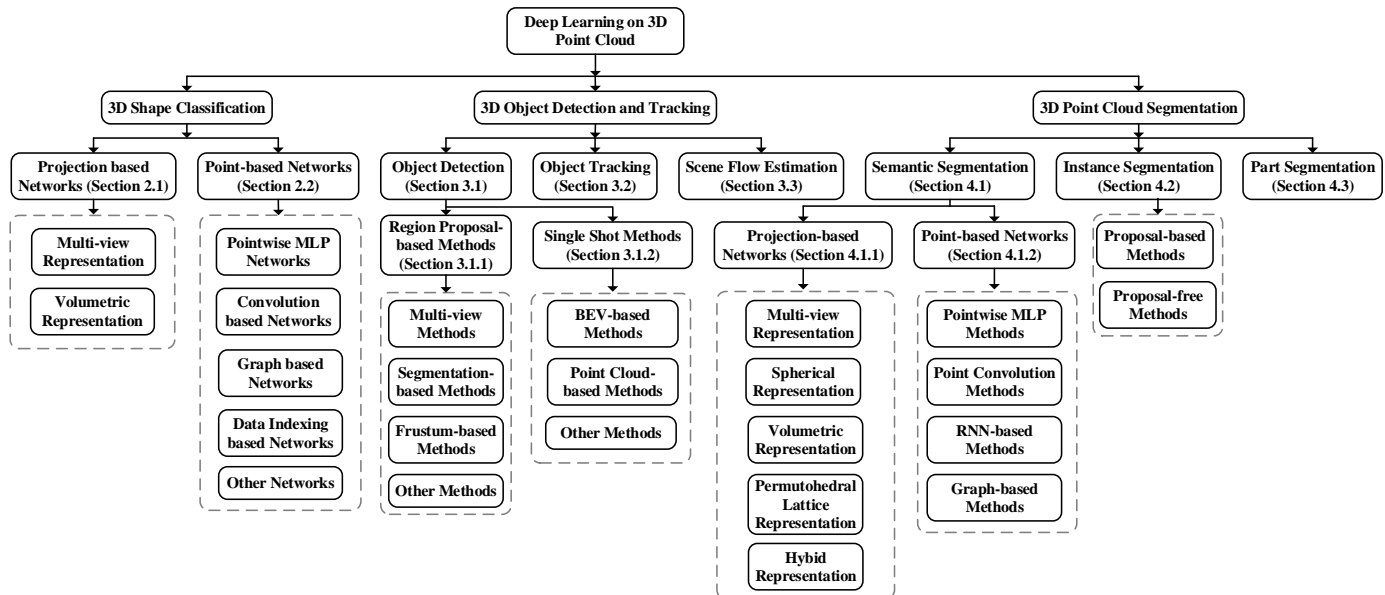 Deep Learning on 3D
Point Cloud
3D Shape Classification
3D Object Detection and Tracking
3D Point Cloud Segmentation
Projection based
Networks (Section 2.1)
Point-based Networks
(Section 2.2)
Object Detection
(Section 3.1)
Object Tracking
(Section 3.2)
Scene Flow Estimation
(Section 3.3)
Semantic Segmentation
(Section 4.1)
Instance Segmentation
(Section 4.2)
Part Segmentation
(Section 4.3)
Multi-view
Representation
Volumetric
Representation
Pointwise MLP
Networks
Convolution
based Networks
Graph based
Networks
Data Indexing
based Networks
Other Networks
Region Proposal-
based Methods
(Section 3.1.1)
Single Shot Methods
(Section 3.1.2)
Multi-view
Methods
Segmentation-
based Methods
Frustum-based
Methods
Other Methods
BEV-based
Methods
Point Cloud-
based Methods
Other Methods
Projection-based
Networks (Section 4.1.1)
Point-based Networks
(Section 4.1.2)
Multi-view
Representation
Spherical
Representation
Volumetric
Representation
Permutohedral
Lattice
Representation
Hybid
Representation
Pointwise MLP
Methods
Point Convolution
Methods
RNN-based
Methods
Graph-based
Methods
Proposal-based
Methods
Proposal-free
Methods